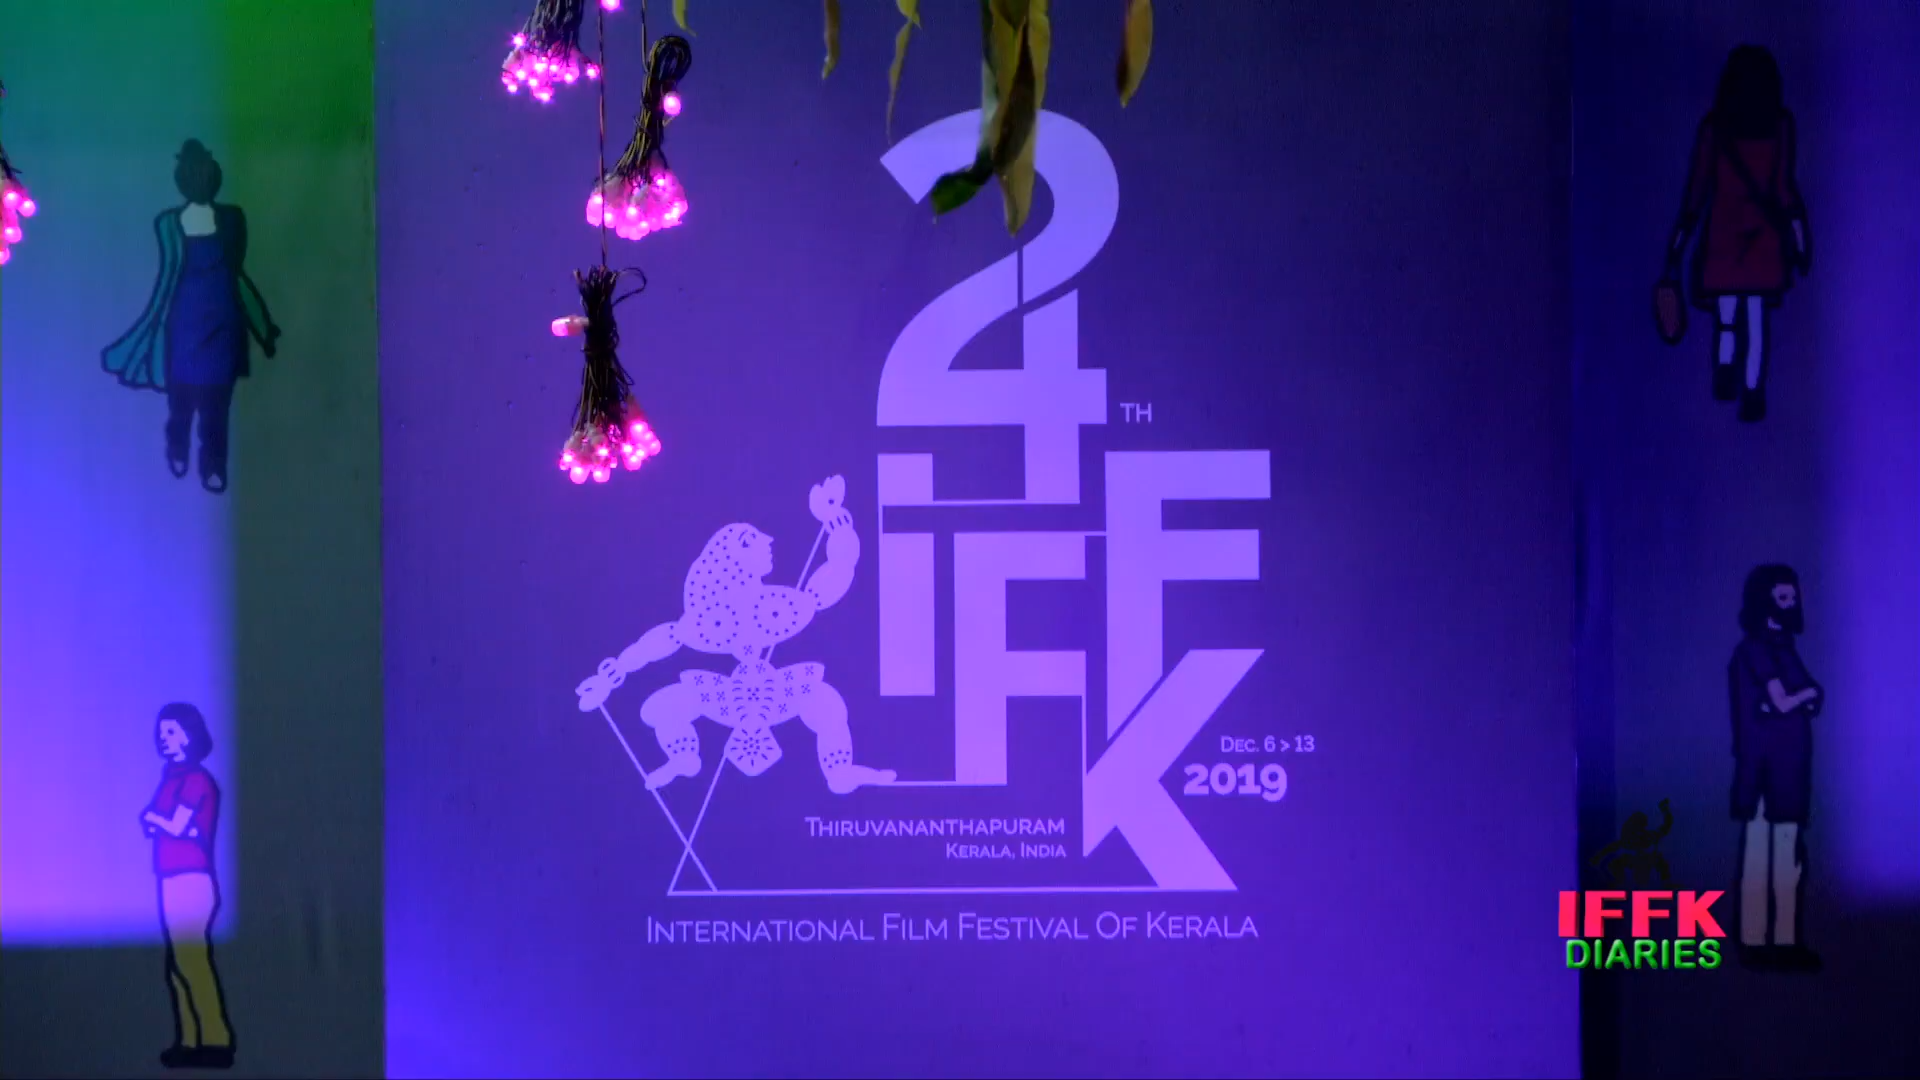 24TH
IFFK
DEC. 6 > 13
2019
THIRUVANANTHAPURAM
KERALA, INDIA
INTERNATIONAL FILM FESTIVAL OF KERALA
IFFK
DIARIES